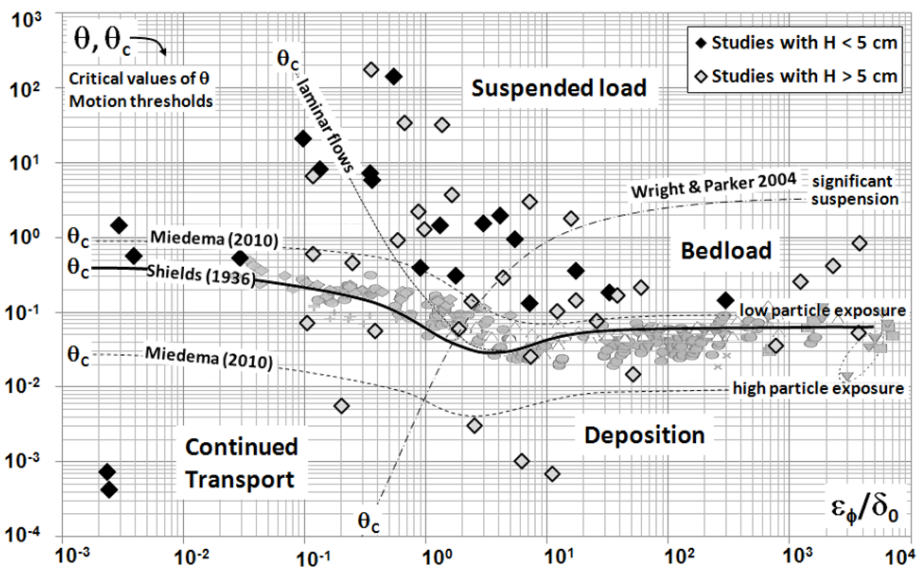 10³
θ, θc
Critical values of θ
Motion thresholds
◆ Studies with H < 5 cm
◇ Studies with H > 5 cm
θc laminar flows
Suspended load
10²
10¹
Wright & Parker 2004
significant
suspension
10⁰
θc Miedema (2010)
Bedload
θc Shields (1936)
10⁻¹
low particle exposure
θc Miedema (2010)
10⁻²
high particle exposure
Continued
Transport
Deposition
10⁻³
θc
εϕ/δ₀
10⁻⁴
10⁻³ 10⁻² 10⁻¹ 10⁰ 10¹ 10² 10³ 10⁴